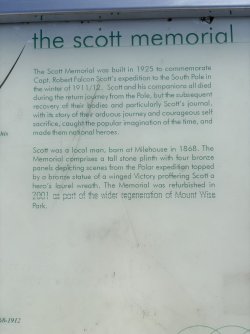 the scott memorial
The Scott Memorial was built in 1925 to commemorate
Capt. Robert Falcon Scott's expedition to the South Pole in
the winter of 1911/12. Scott and his companions all died
during the return journey from the Pole, but the subsequent
recovery of their bodies and particularly Scott's journal,
with its story of their arduous journey and courageous self
sacrifice, caught the popular imagination of the time, and
made them national heroes.
Scott was a local man, born at Milehouse in 1868. The
Memorial comprises a tall stone plinth with four bronze
panels depicting scenes from the Polar expedition topped
by a bronze statue of a winged Victory proffering Scott a
hero's laurel wreath. The Memorial was refurbished in
2001 as part of the wider regeneration of Mount Wise
Park.
68-1912